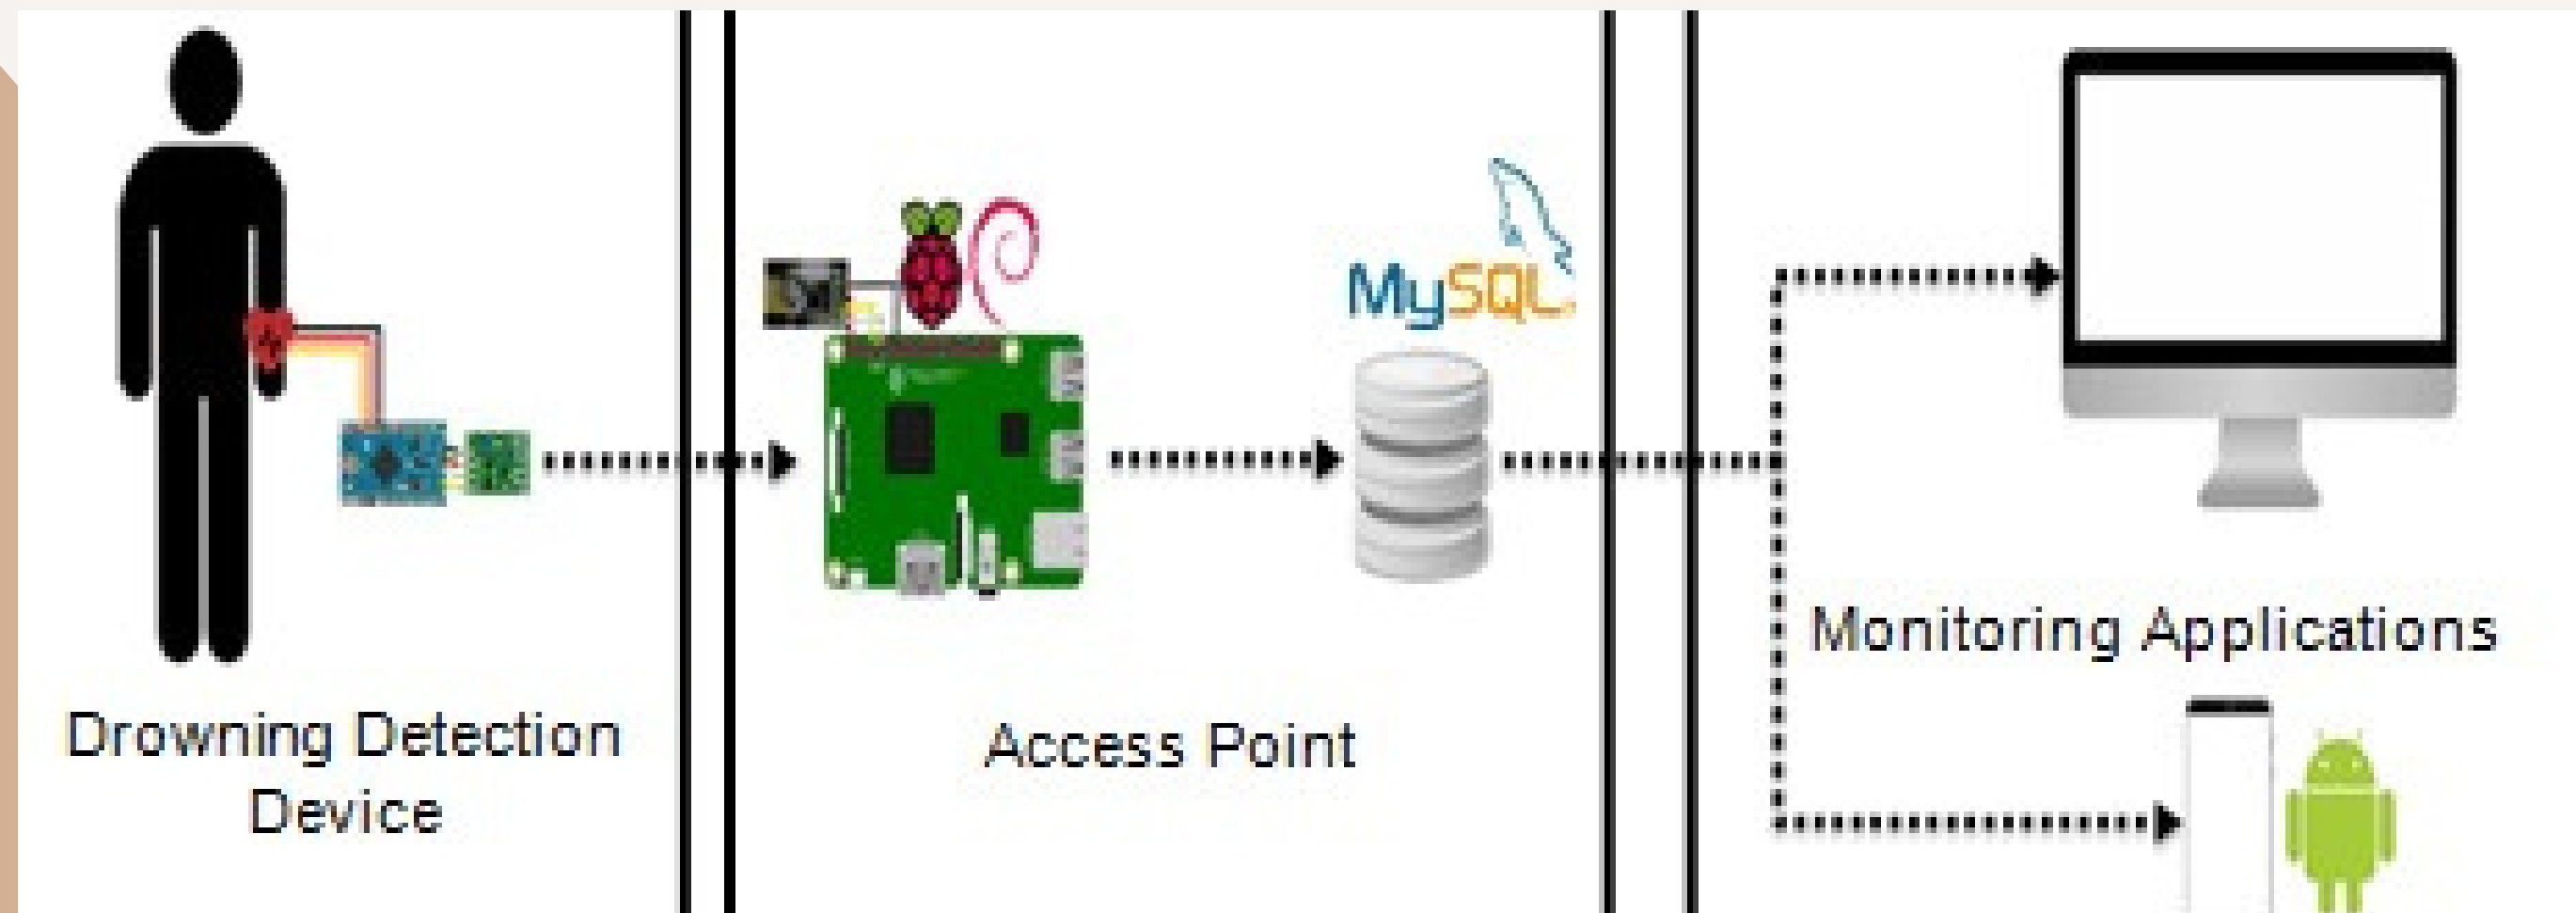 MySQL
Monitoring Applications
Drowning Detection
Device
Access Point